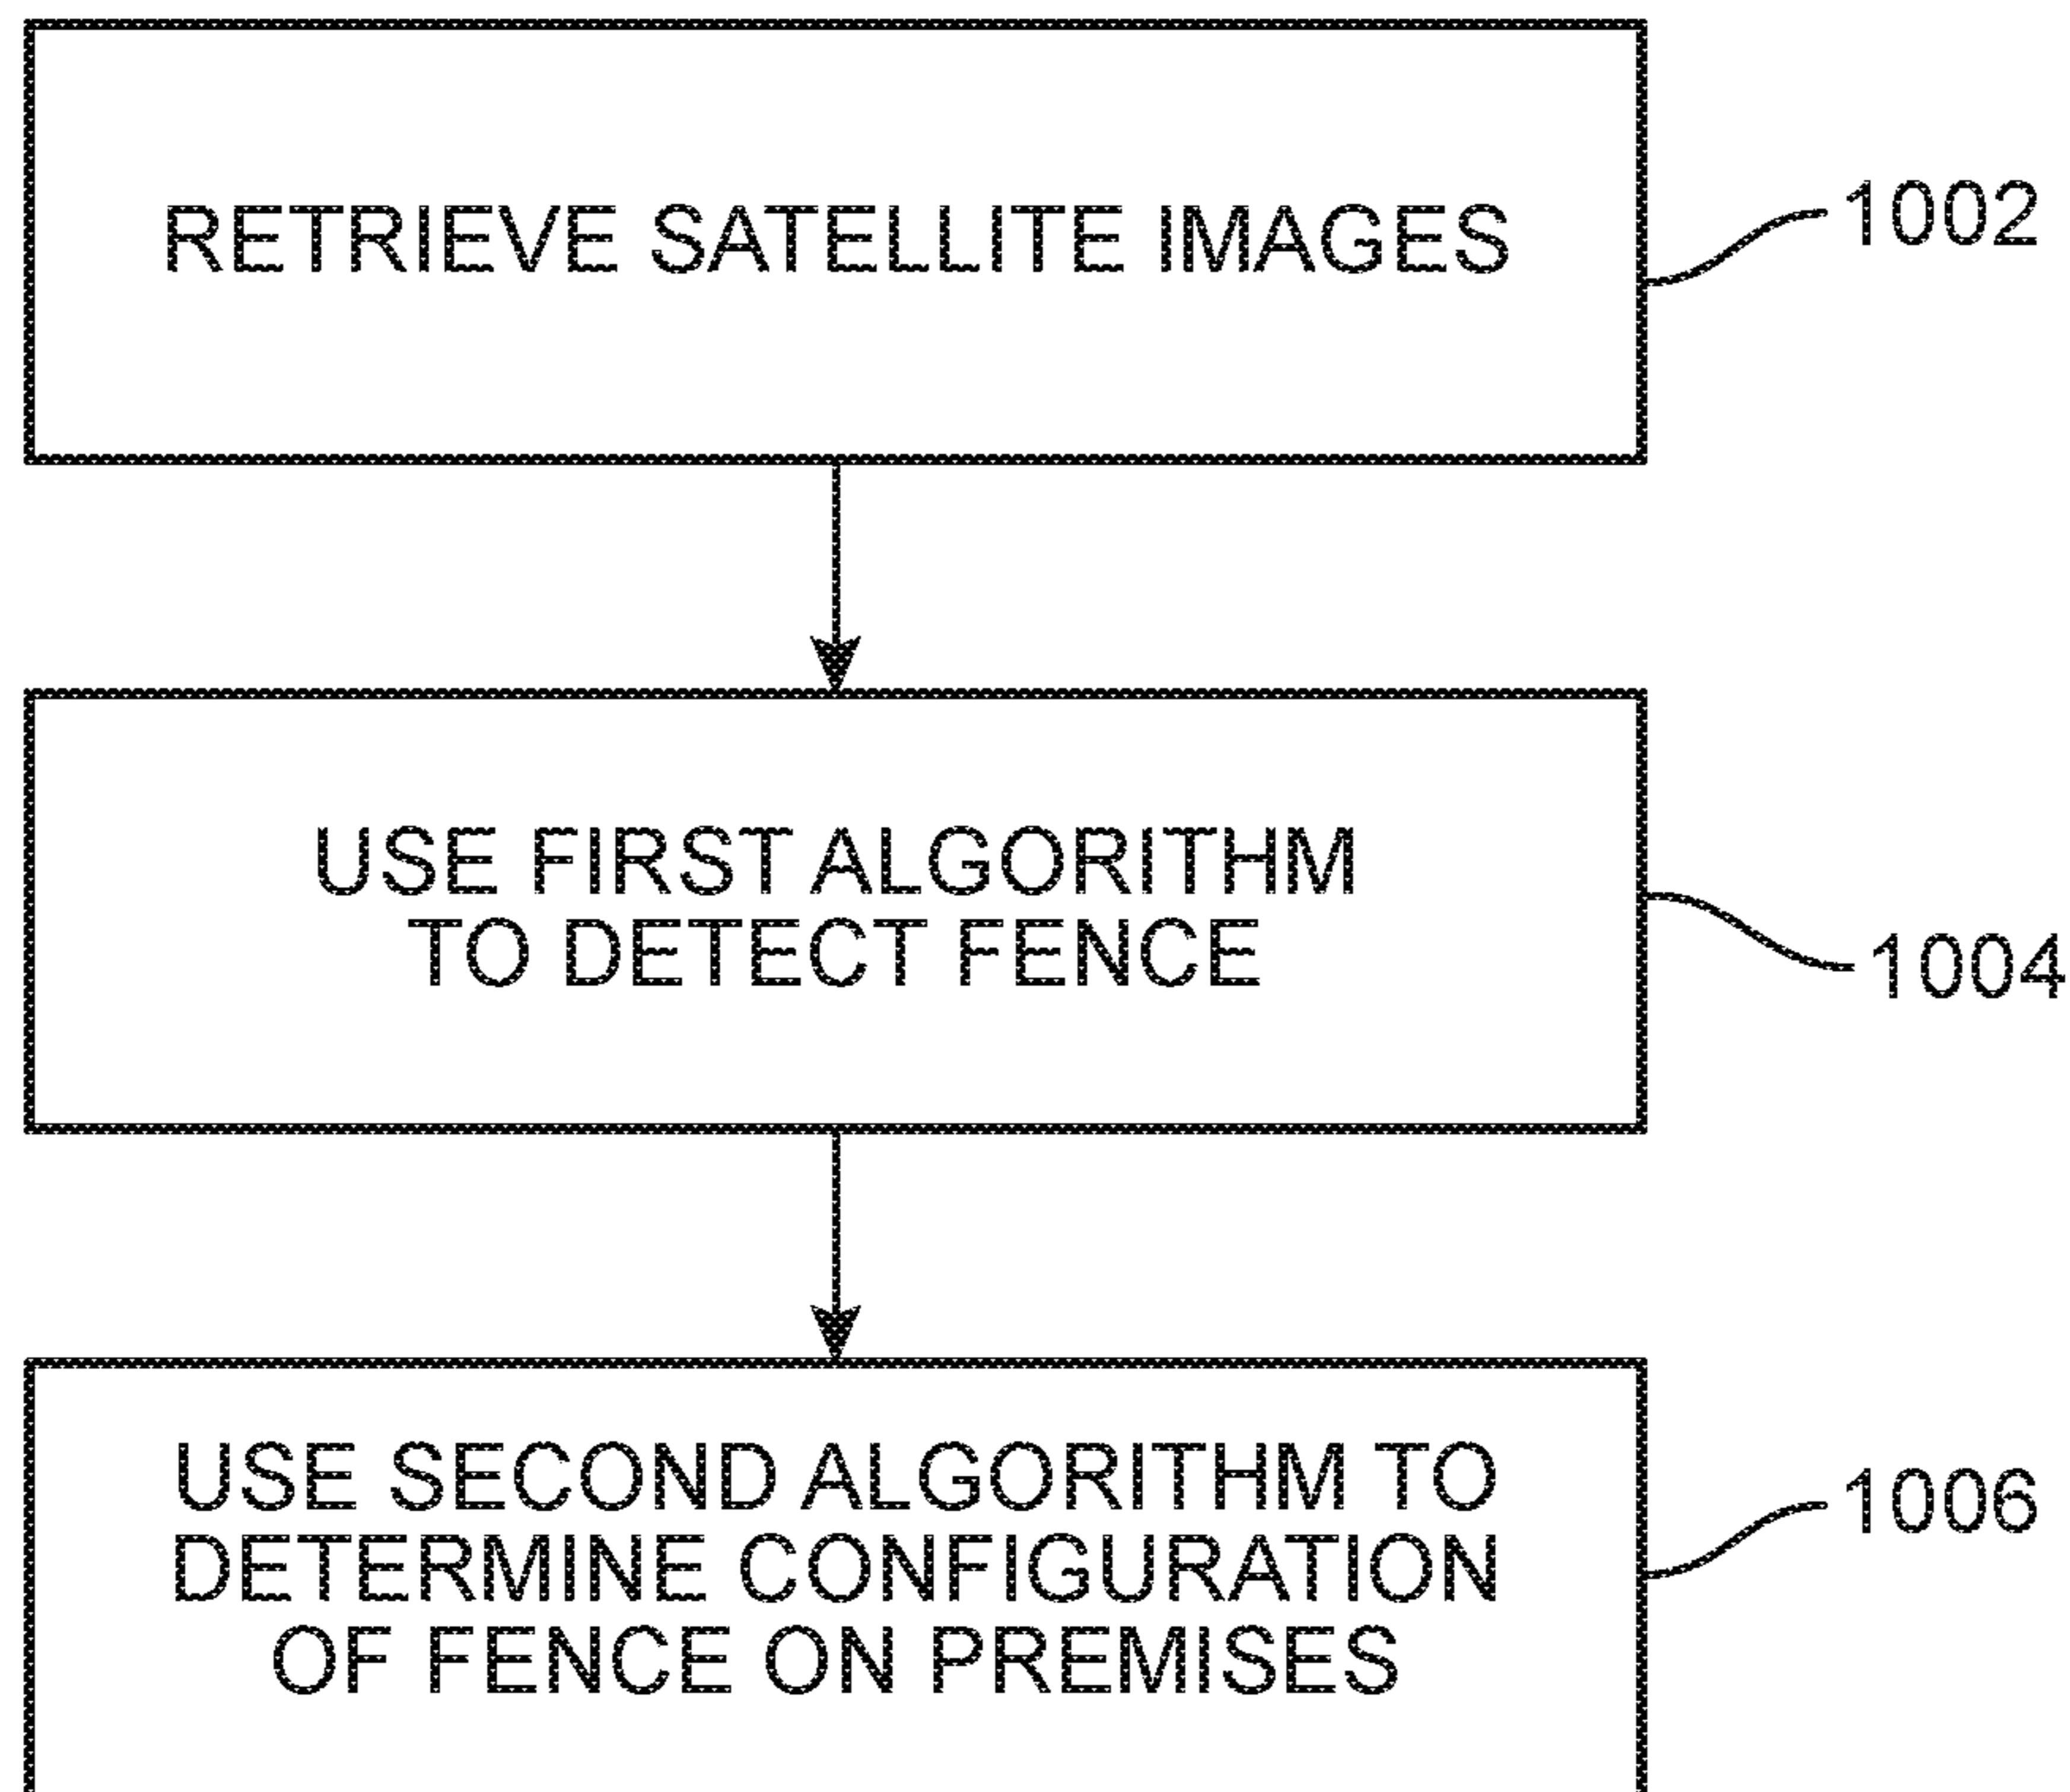 RETRIEVE SATELLITE IMAGES
1002
USE FIRST ALGORITHM
TO DETECT FENCE
1004
USE SECOND ALGORITHM TO
DETERMINE CONFIGURATION
OF FENCE ON PREMISES
1006